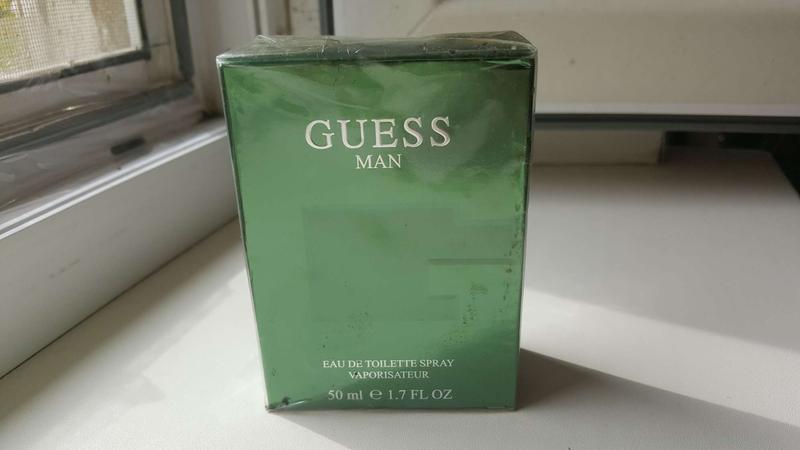 GUESS
MAN
EAU DE TOILETTE SPRAY
VAPORISATEUR
50 ml ℮ 1.7 FL OZ